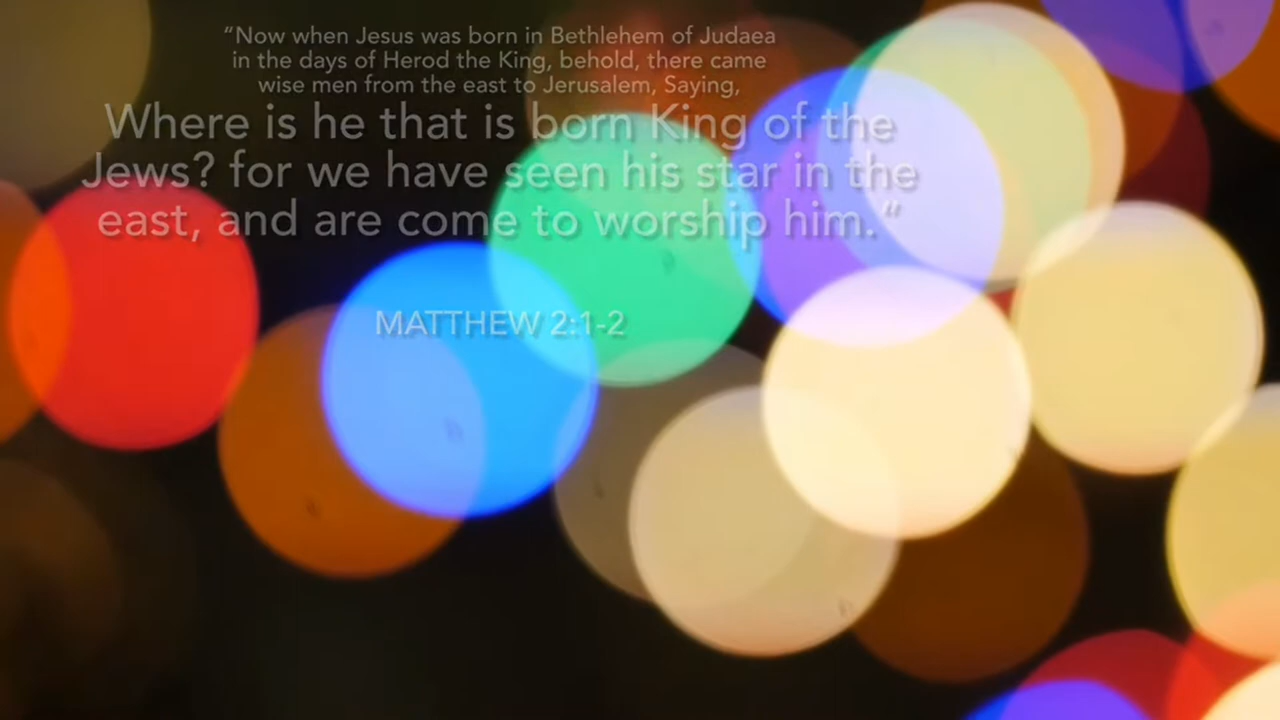 “Now when Jesus was born in Bethlehem of Judaea
in the days of Herod the King, behold, there came
wise men from the east to Jerusalem, Saying,
Where is he that is born King of the
Jews? for we have seen his star in the
east, and are come to worship him.“
MATTHEW 2:1-2